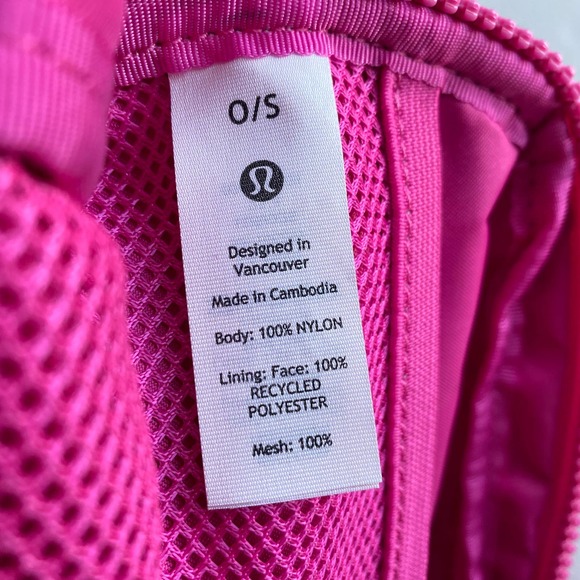 O/S
Designed in
Vancouver
Made in Cambodia
Body: 100% NYLON
Lining: Face: 100%
RECYCLED
POLYESTER
Mesh: 100%